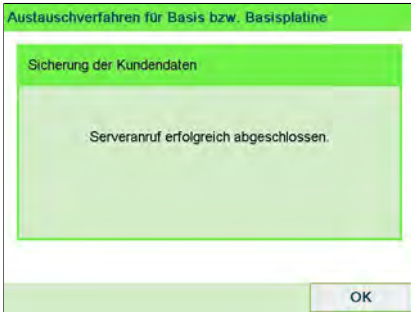 Austauschverfahren für Basis bzw. Basisplatine
Sicherung der Kundendaten
Serveranruf erfolgreich abgeschlossen.
OK